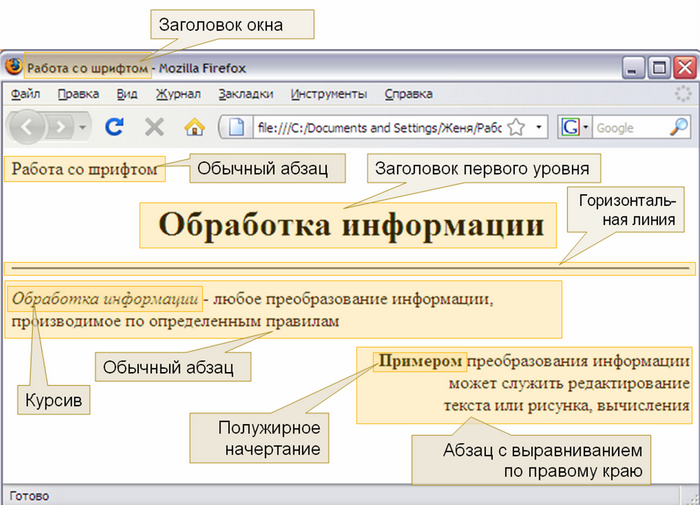 Заголовок окна
Работа со шрифтом - Mozilla Firefox
Файл Правка Вид Журнал Закладки Инструменты Справка
file:///C:/Documents and Settings/Женя/Рабо
G Google
Работа со шрифтом
Обычный абзац
Заголовок первого уровня
Горизонталь-
ная линия
Обработка информации
Обработка информации - любое преобразование информации,
производимое по определенным правилам
Обычный абзац
Курсив
Примером преобразования информации
может служить редактирование
текста или рисунка, вычисления
Полужирное
начертание
Абзац с выравниванием
по правому краю
Готово